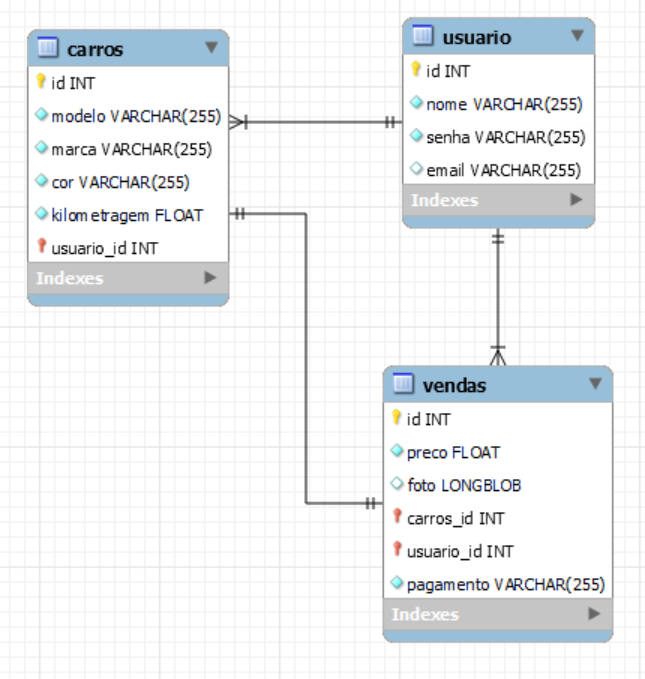 carros
id INT
modelo VARCHAR(255)
marca VARCHAR(255)
cor VARCHAR(255)
kilometragem FLOAT
usuario_id INT
Indexes
usuario
id INT
nome VARCHAR(255)
senha VARCHAR(255)
email VARCHAR(255)
Indexes
vendas
id INT
preco FLOAT
foto LONGBLOB
carros_id INT
usuario_id INT
pagamento VARCHAR(255)
Indexes